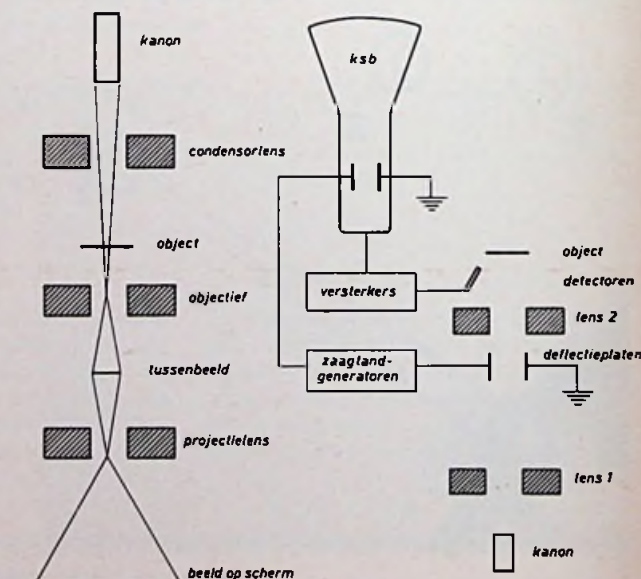 kanon
condensorlens
object
objectief
tussenbeeld
projectielens
beeld op scherm
ksb
versterkers
zaagtand-
generatoren
object
detectoren
lens 2
deflectieplaten
lens 1
kanon